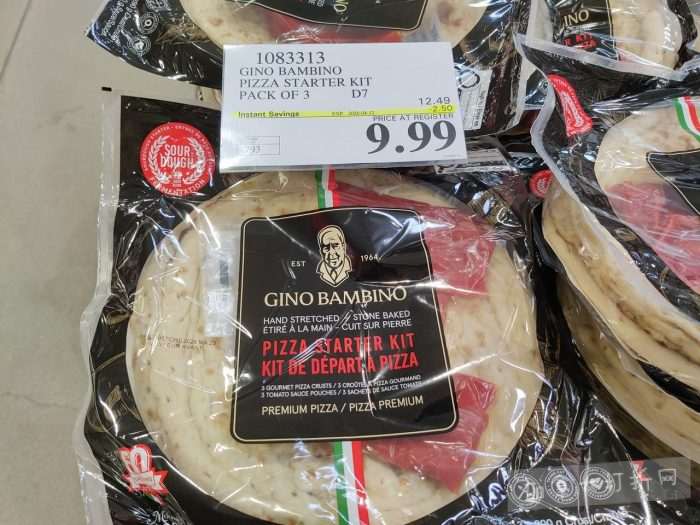 GINO BAMBINO
1083313
GINO BAMBINO
PIZZA STARTER KIT
PACK OF 3 D7
12.49
-2.50
Instant Savings
PRICE AT REGISTER
9.99
293
SOUR
DOUGH
EST 1964
GINO BAMBINO
HAND STRETCHED / STONE BAKED
ÉTIRÉ À LA MAIN - CUIT SUR PIERRE
PIZZA STARTER KIT
KIT DE DÉPART À PIZZA
3 GOURMET PIZZA CRUSTS / 3 CROÛTES À PIZZA GOURMAND
3 TOMATO SAUCE POUCHES / 3 SACHETS DE SAUCE TOMATE
PREMIUM PIZZA / PIZZA PREMIUM